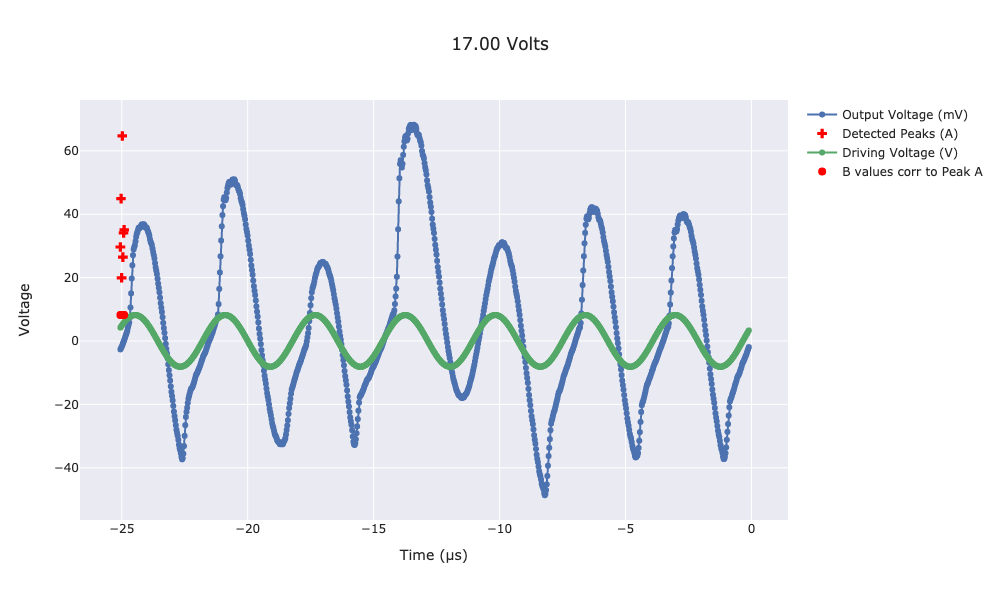 17.00 Volts
Output Voltage (mV)
Detected Peaks (A)
Driving Voltage (V)
B values corr to Peak A
60
40
20
0
−20
−40
Voltage
−25
−20
−15
−10
−5
0
Time (μs)